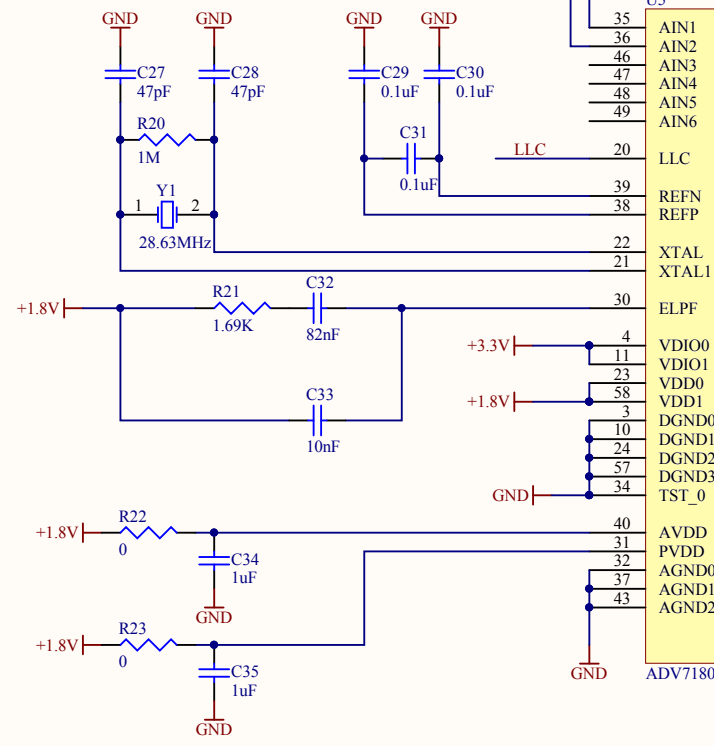 GND GND GND GND
U3
35 AIN1
36 AIN2
46 AIN3
47 AIN4
48 AIN5
49 AIN6
C27 C28 C29 C30
47pF 47pF 0.1uF 0.1uF
R20
1M
C31
0.1uF
LLC 20 LLC
Y1
1 2
28.63MHz
39 REFN
38 REFP
22 XTAL
21 XTAL1
+1.8V R21 C32 30 ELPF
1.69K 82nF
+3.3V 4 VDIO0
11 VDIO1
23 VDD0
+1.8V 58 VDD1
C33
10nF
3 DGND0
10 DGND1
24 DGND2
57 DGND3
GND 34 TST_0
+1.8V R22 40 AVDD
0
31 PVDD
C34
1uF
GND
32 AGND0
37 AGND1
43 AGND2
+1.8V R23
0
C35
1uF
GND
GND
ADV7180